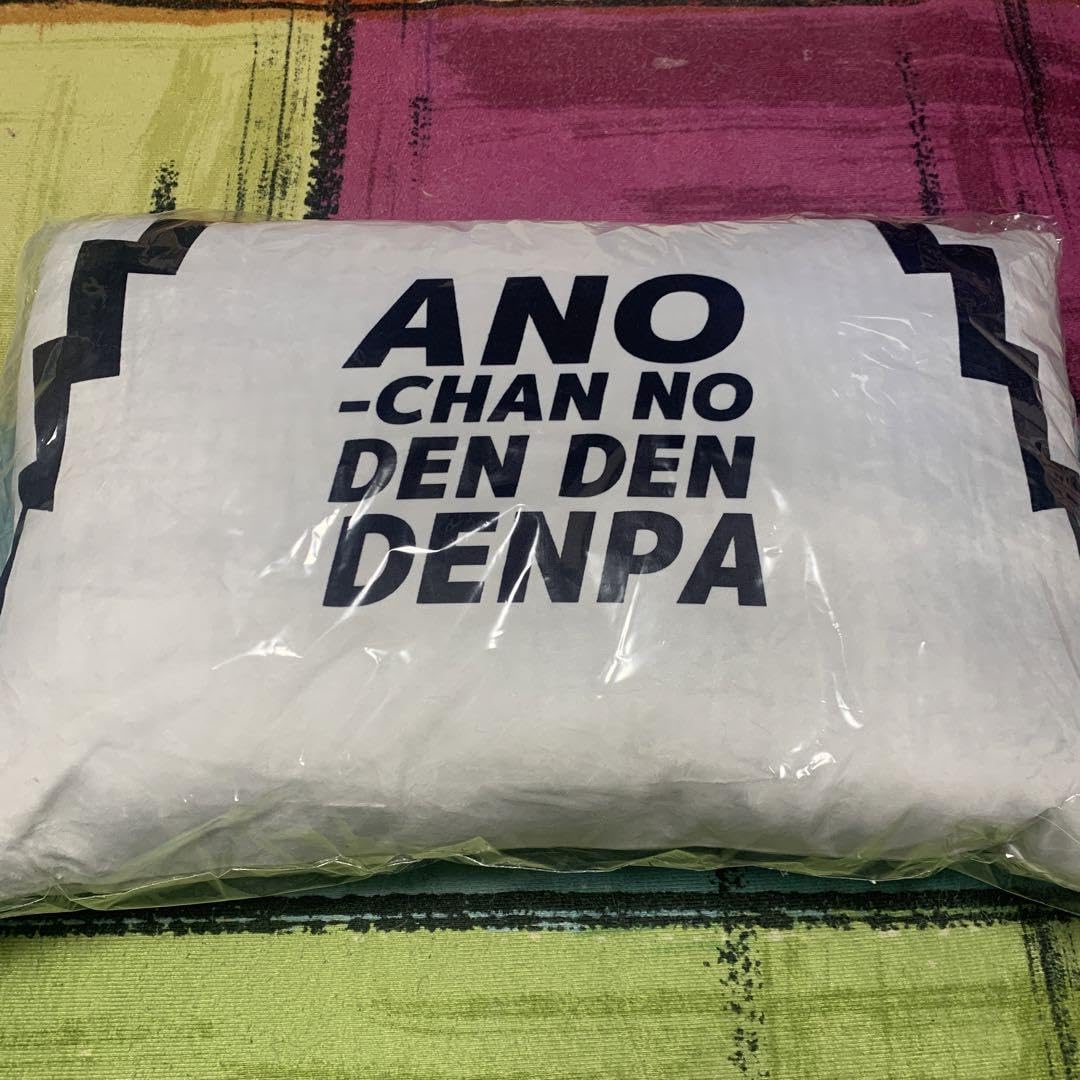 ANO
-CHAN NO
DEN DEN
DENPA